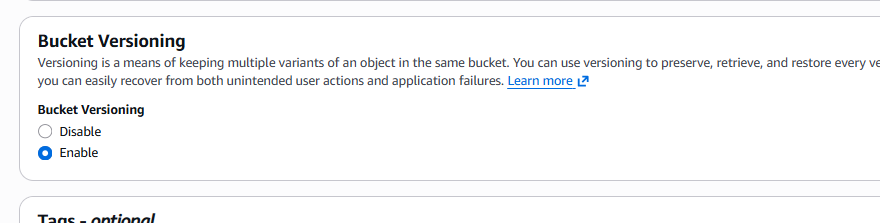 Bucket Versioning
Versioning is a means of keeping multiple variants of an object in the same bucket. You can use versioning to preserve, retrieve, and restore every
you can easily recover from both unintended user actions and application failures. Learn more
Bucket Versioning
Disable
Enable
Tags - optional